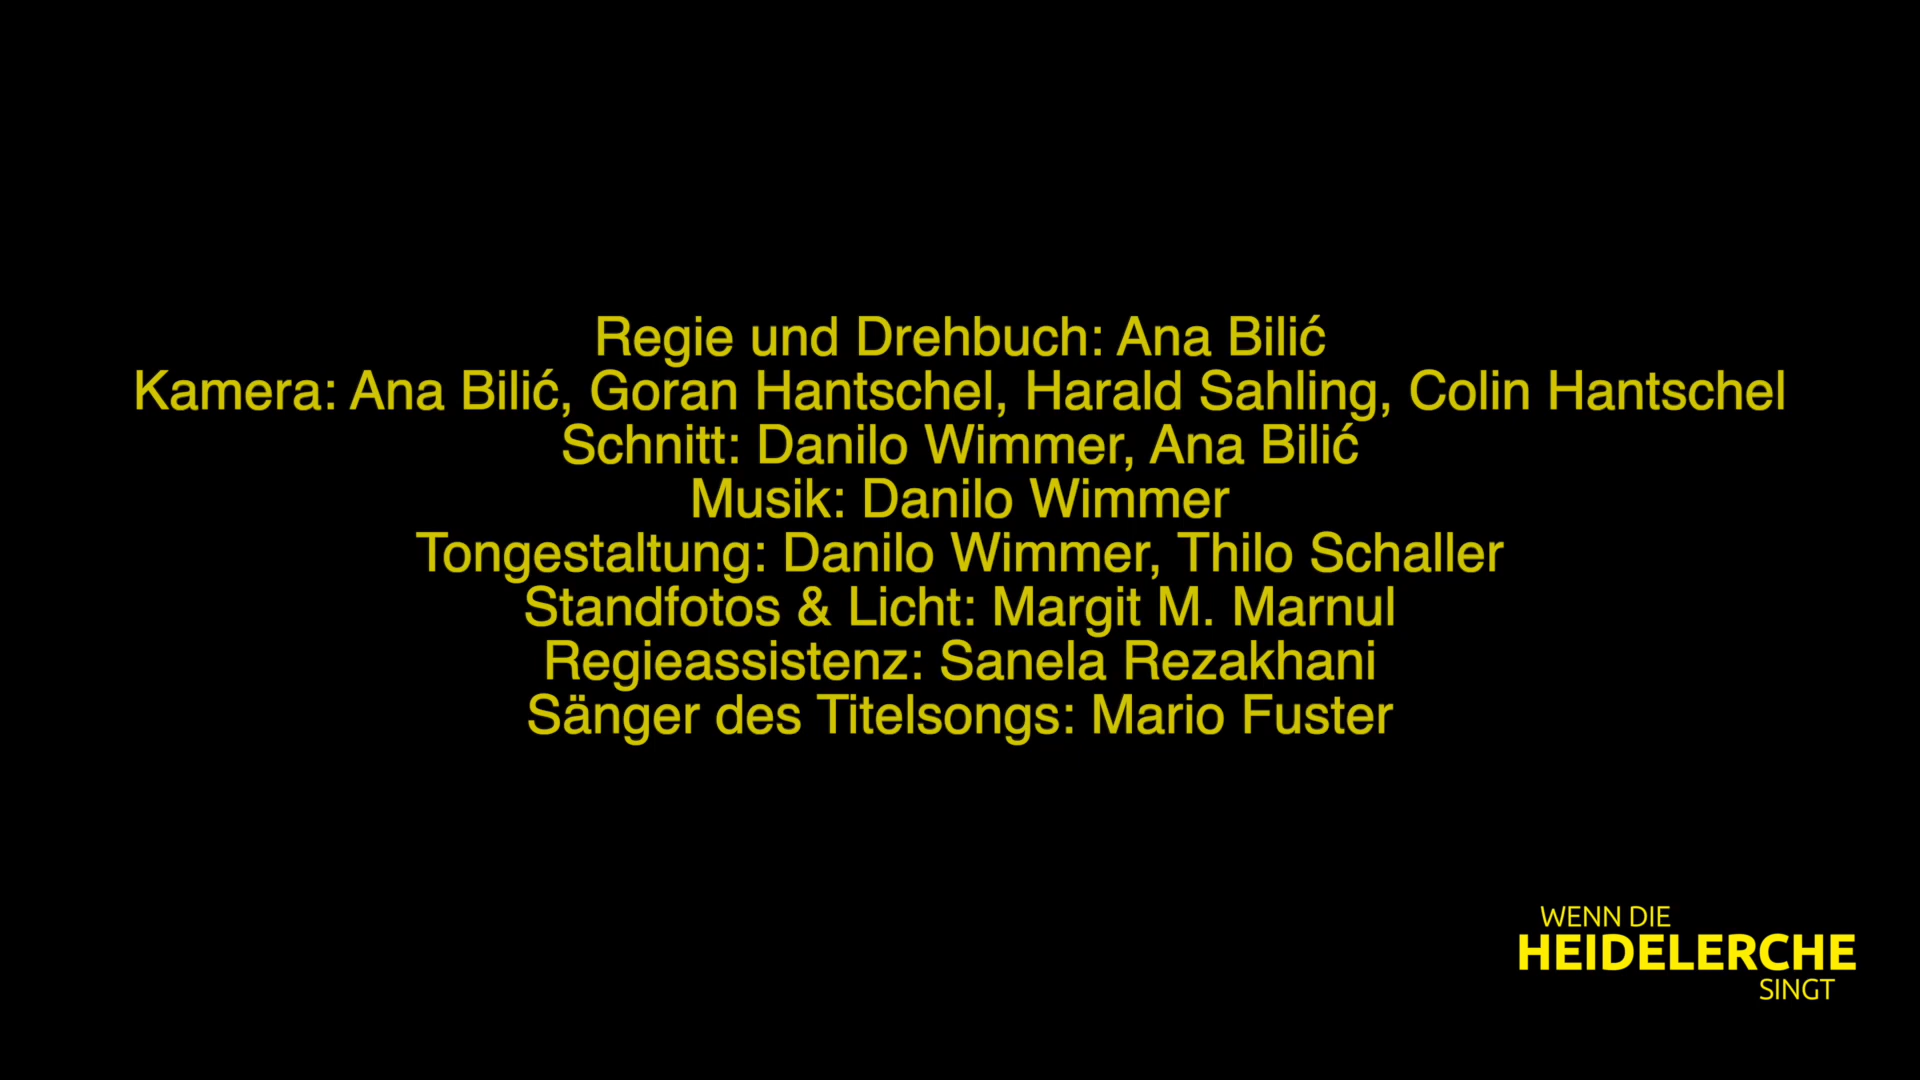 Regie und Drehbuch: Ana Bilić
Kamera: Ana Bilić, Goran Hantschel, Harald Sahling, Colin Hantschel
Schnitt: Danilo Wimmer, Ana Bilić
Musik: Danilo Wimmer
Tongestaltung: Danilo Wimmer, Thilo Schaller
Standfotos & Licht: Margit M. Marnul
Regieassistenz: Sanela Rezakhani
Sänger des Titelsongs: Mario Fuster
WENN DIE
HEIDELERCHE
SINGT